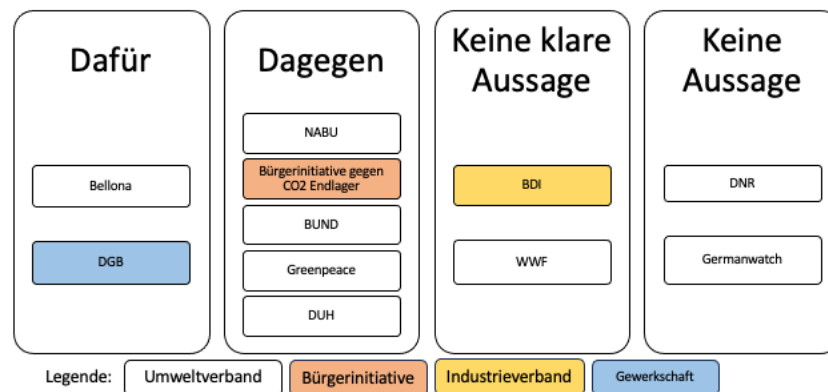 Dafür
Bellona
DGB
Dagegen
NABU
Bürgerinitiative gegen
CO2 Endlager
BUND
Greenpeace
DUH
Keine klare
Aussage
BDI
WWF
Keine
Aussage
DNR
Germanwatch
Legende: Umweltverband Bürgerinitiative Industrieverband Gewerkschaft